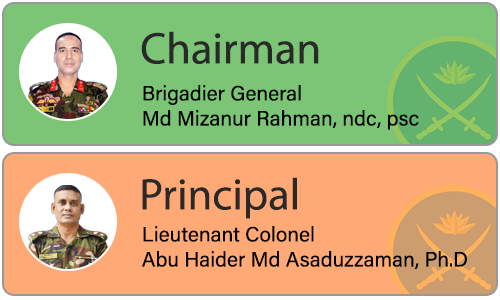 Chairman
Brigadier General
Md Mizanur Rahman, ndc, psc
Principal
Lieutenant Colonel
Abu Haider Md Asaduzzaman, Ph.D